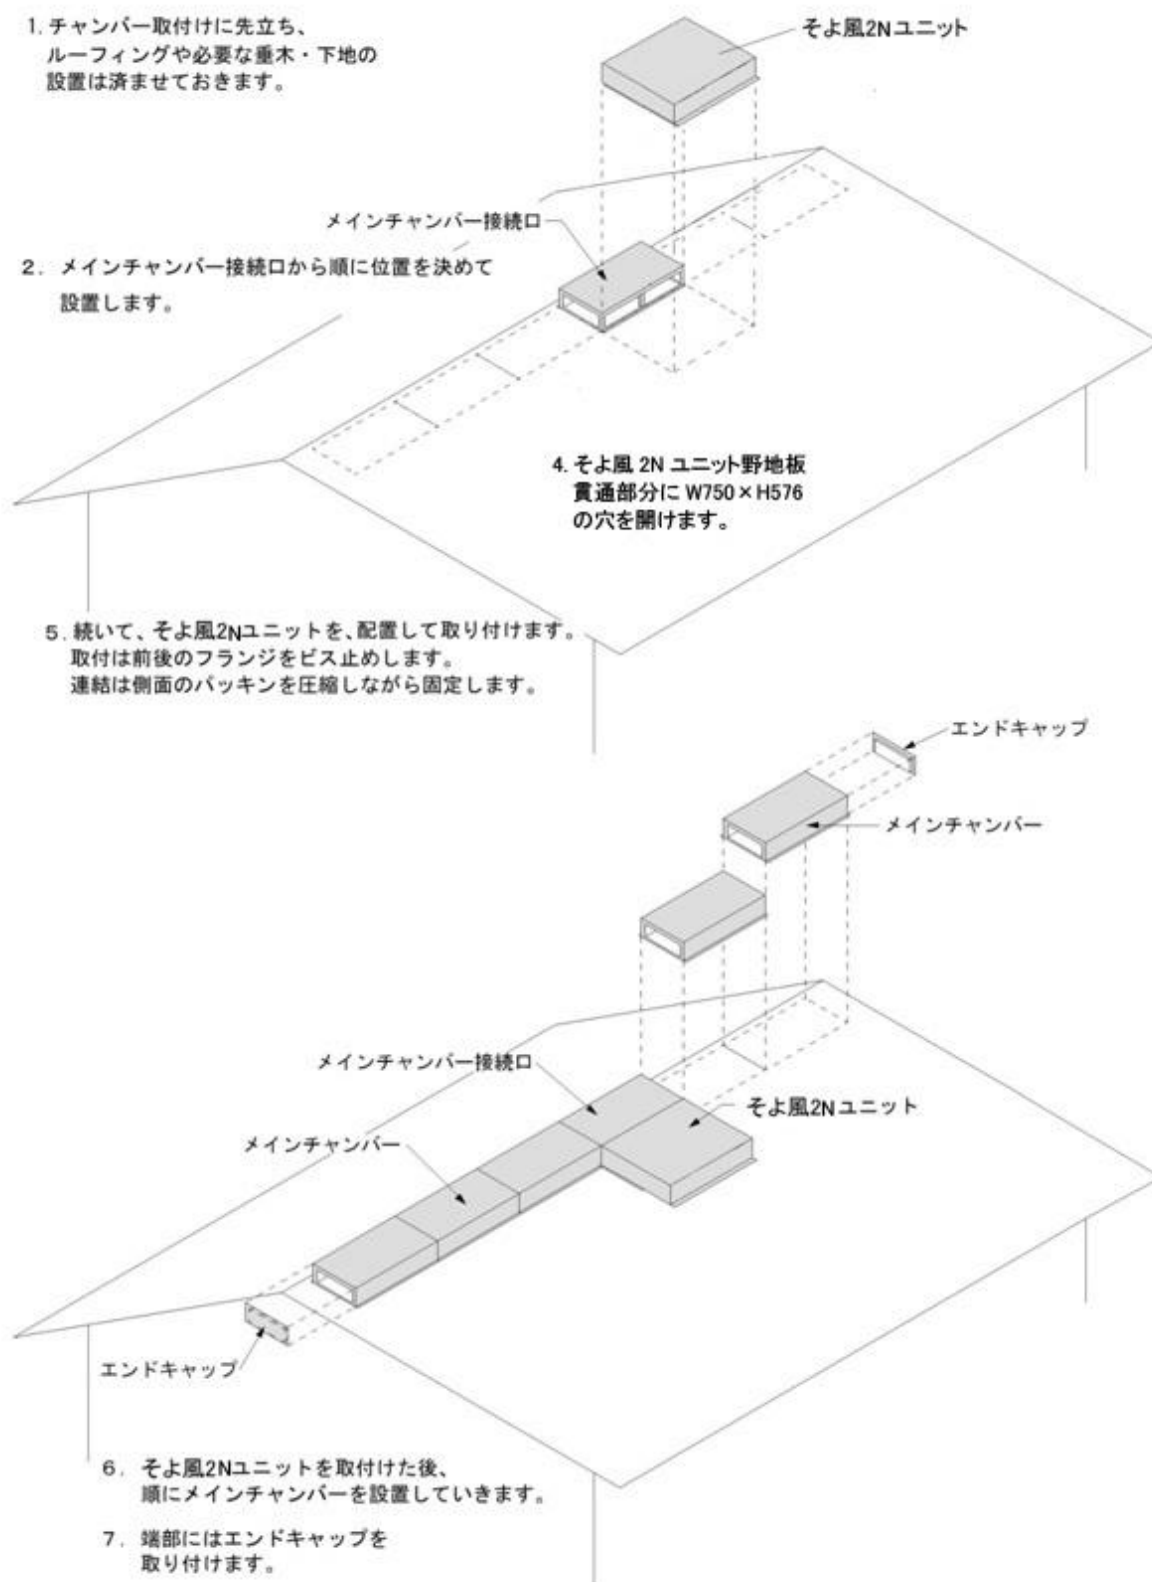 1. チャンバー取付けに先立ち、
ルーフィングや必要な垂木・下地の
設置は済ませておきます。
そよ風2Nユニット
メインチャンバー接続口
2. メインチャンバー接続口から順に位置を決めて
設置します。
4. そよ風 2N ユニット野地板
貫通部分に W750×H576
の穴を開けます。
5. 続いて、そよ風2Nユニットを、配置して取り付けます。
取付は前後のフランジをビス止めします。
連結は側面のパッキンを圧縮しながら固定します。
エンドキャップ
メインチャンバー
メインチャンバー接続口
そよ風2Nユニット
メインチャンバー
エンドキャップ
6. そよ風2Nユニットを取付けた後、
順にメインチャンバーを設置していきます。
7. 端部にはエンドキャップを
取り付けます。